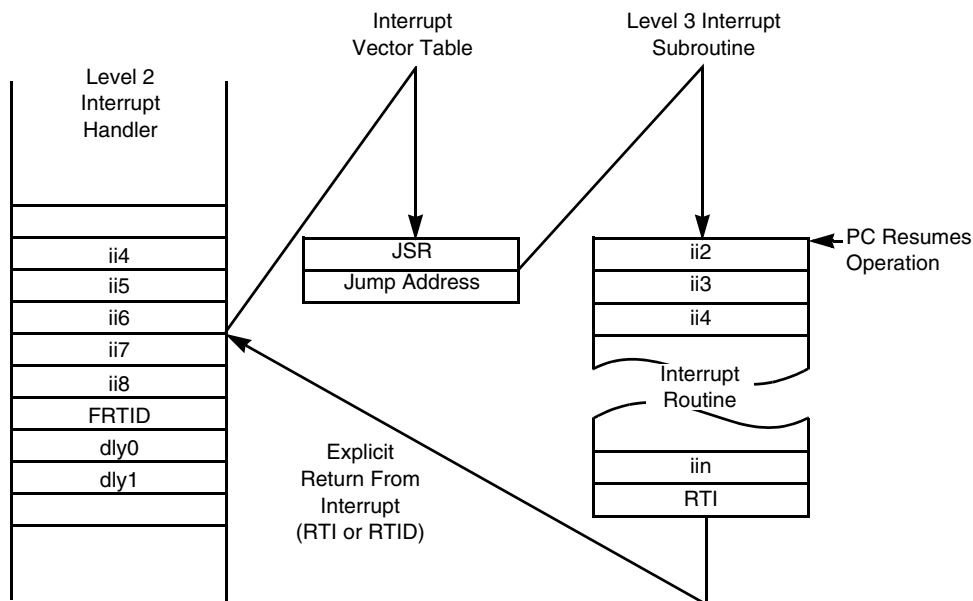 Interrupt
Vector Table
Level 3 Interrupt
Subroutine
Level 2
Interrupt
Handler
ii4
ii5
ii6
ii7
ii8
FRTID
dly0
dly1
JSR
Jump Address
ii2
ii3
ii4
PC Resumes
Operation
Interrupt
Routine
iin
RTI
Explicit
Return From
Interrupt
(RTI or RTID)